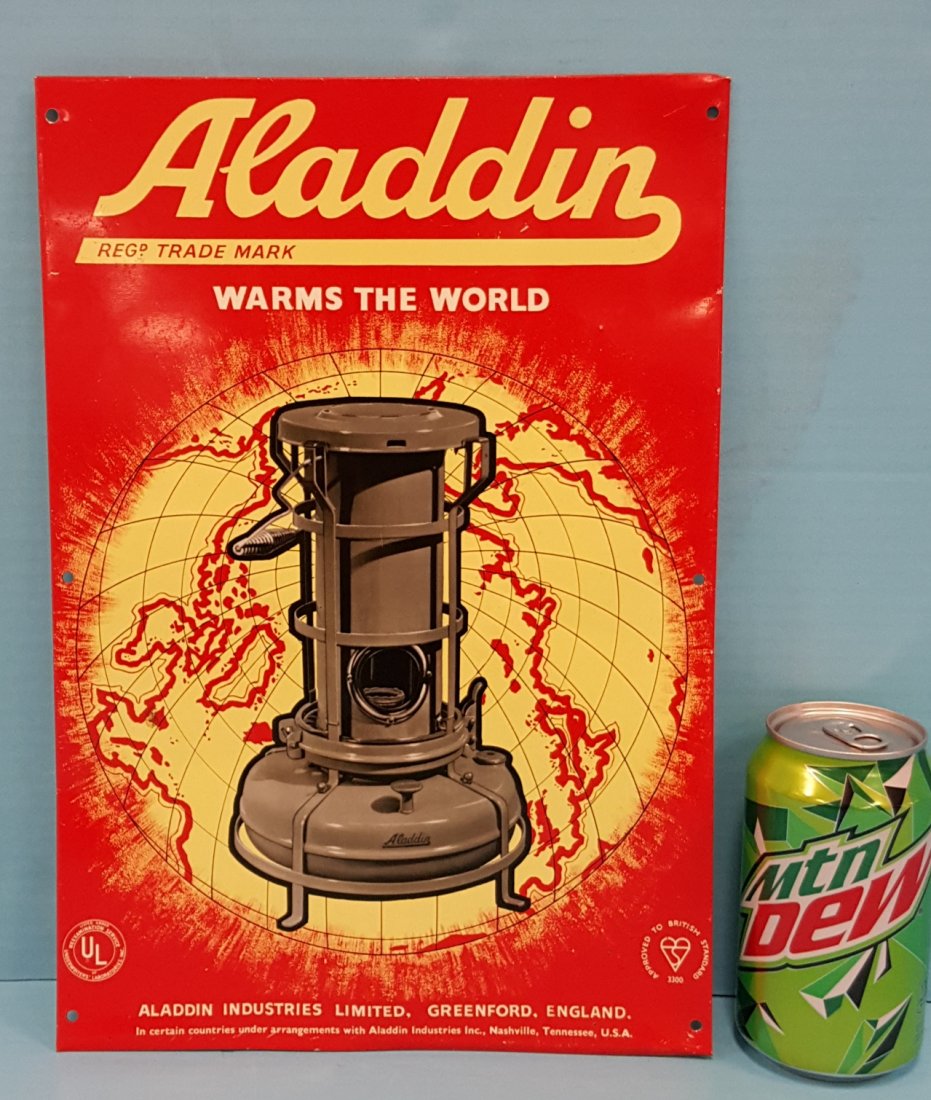 Aladdin
REGD TRADE MARK
WARMS THE WORLD
Aladdin
UL
APPROVED TO BRITISH STANDARD
3300
ALADDIN INDUSTRIES LIMITED, GREENFORD, ENGLAND.
In certain countries under arrangements with Aladdin Industries Inc., Nashville, Tennessee, U.S.A.
Mtn
DEW